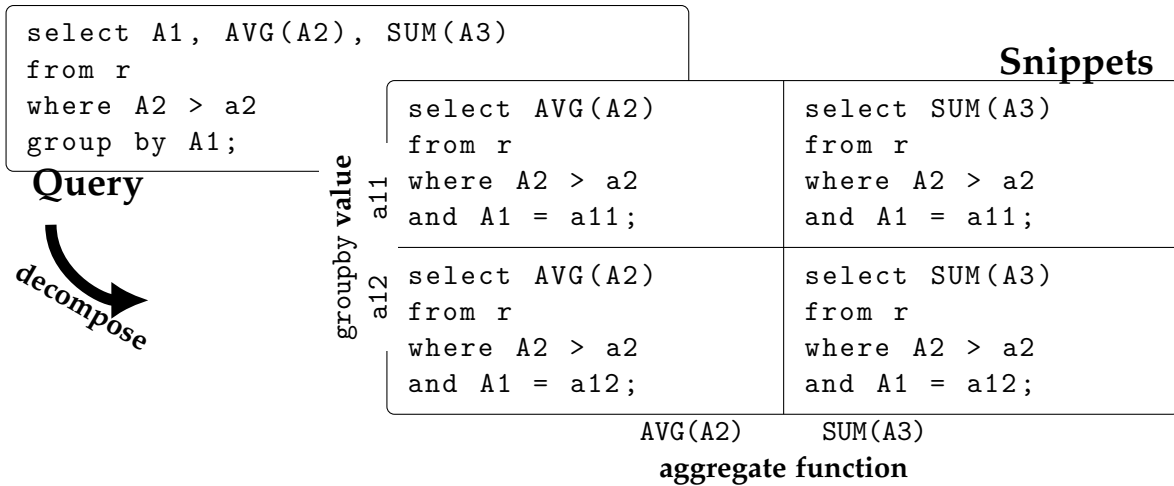 select A1, AVG(A2), SUM(A3)
from r
where A2 > a2
group by A1;
Query
decompose
Snippets
groupby value
a11
a12
select AVG(A2)
from r
where A2 > a2
and A1 = a11;
select SUM(A3)
from r
where A2 > a2
and A1 = a11;
select AVG(A2)
from r
where A2 > a2
and A1 = a12;
select SUM(A3)
from r
where A2 > a2
and A1 = a12;
AVG(A2)
SUM(A3)
aggregate function